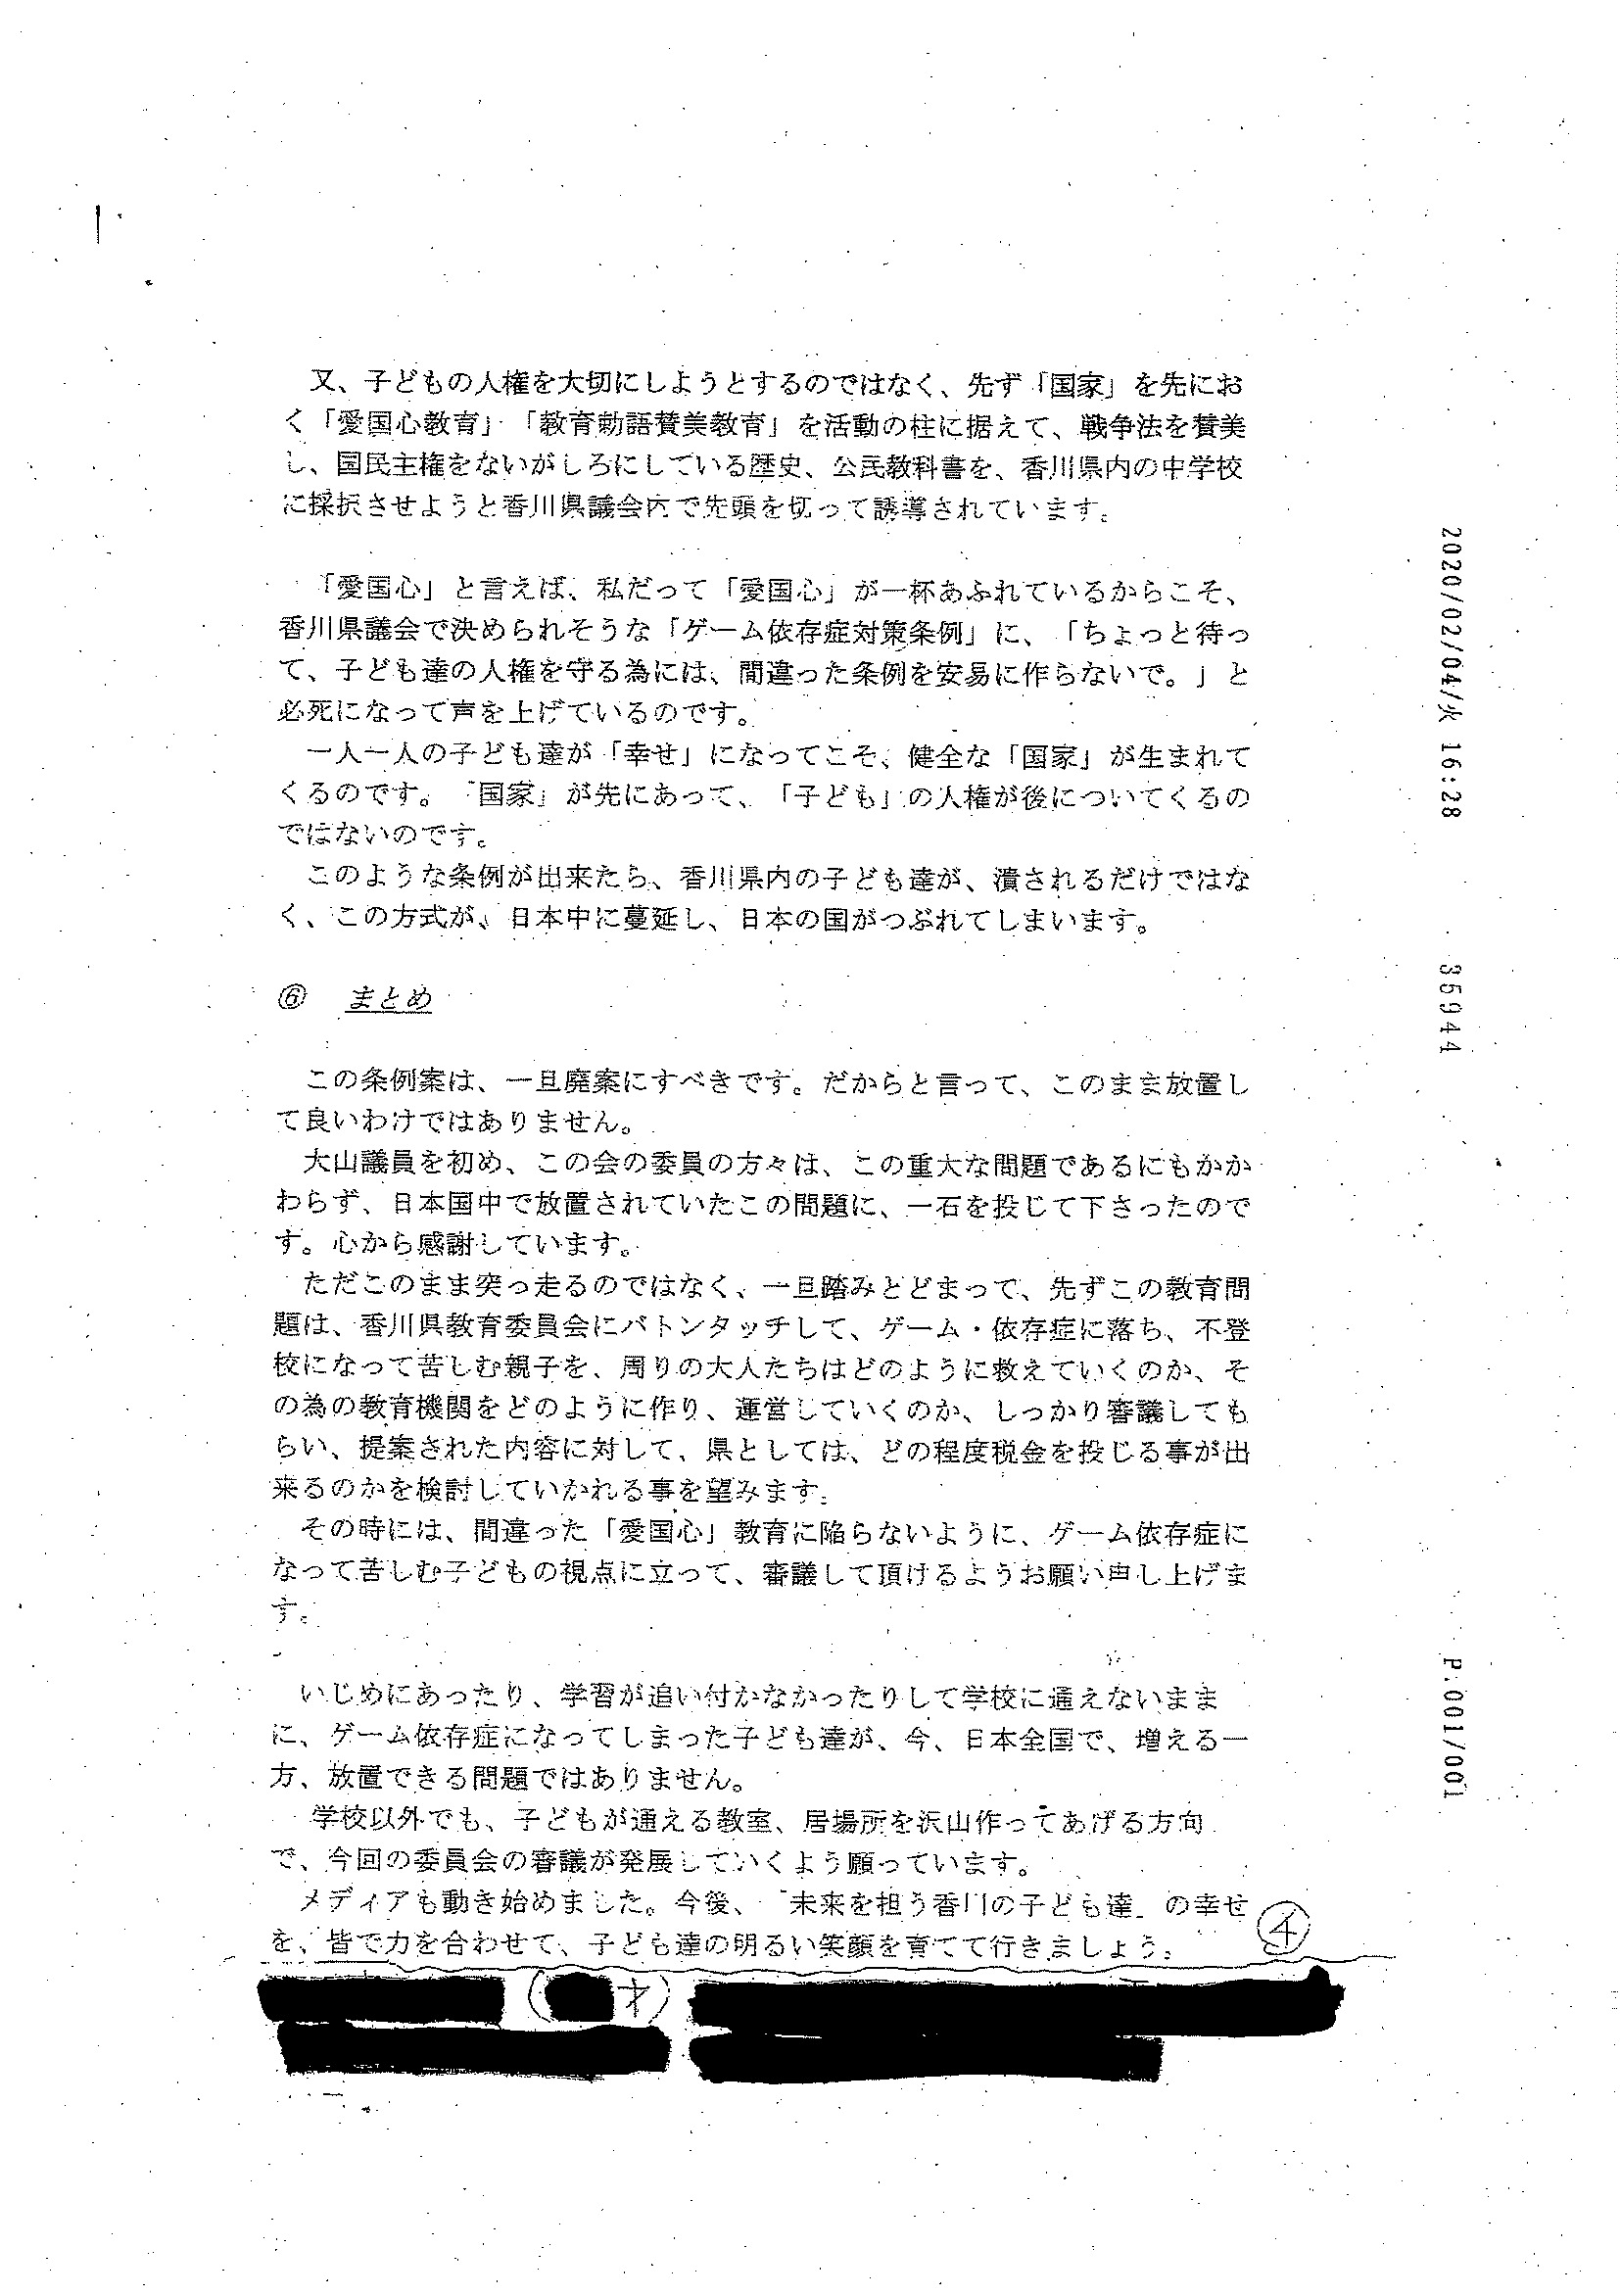 又、子どもの人権を大切にしようとするのではなく、先ず「国家」を先にお
く「愛国心教育」「教育勅語賛美教育」を活動の柱に据えて、戦争法を賛美
し、国民主権をないがしろにしている歴史、公民教科書を、香川県内の中学校
に採択させようと香川県議会内で先頭を切って誘導されています。
「愛国心」と言えば、私だって「愛国心」が一杯あふれているからこそ、
香川県議会で決められそうな「ゲーム依存症対策条例」に、「ちょっと待っ
て、子ども達の人権を守る為には、間違った条例を安易に作らないで。」と
必死になって声を上げているのです。
一人一人の子ども達が「幸せ」になってこそ、健全な「国家」が生まれて
くるのです。「国家」が先にあって、「子ども」の人権が後についてくるの
ではないのです。
このような条例が出来たら、香川県内の子ども達が、潰されるだけではな
く、この方式が、日本中に蔓延し、日本の国がつぶれてしまいます。
⑥ まとめ
この条例案は、一旦廃案にすべきです。だからと言って、このまま放置し
て良いわけではありません。
大山議員を初め、この会の委員の方々は、この重大な問題であるにもかか
わらず、日本国中で放置されていたこの問題に、一石を投じて下さったので
す。心から感謝しています。
ただこのまま突っ走るのではなく、一旦踏みとどまって、先ずこの教育問
題は、香川県教育委員会にバトンタッチして、ゲーム・依存症に落ち、不登
校になって苦しむ親子を、周りの大人たちはどのように救えていくのか、そ
の為の教育機関をどのように作り、運営していくのか、しっかり審議しても
らい、提案された内容に対して、県としては、どの程度税金を投じる事が出
来るのかを検討していかれる事を望みます。
その時には、間違った「愛国心」教育に陥らないように、ゲーム依存症に
なって苦しむ子どもの視点に立って、審議して頂けるようお願い申し上げま
す。
いじめにあったり、学習が追い付かなかったりして学校に通えないまま
に、ゲーム依存症になってしまった子ども達が、今、日本全国で、増える一
方、放置できる問題ではありません。
学校以外でも、子どもが通える教室、居場所を沢山作ってあげる方向
で、今回の委員会の審議が発展していくよう願っています。
メディアも動き始めました。今後、「未来を担う香川の子ども達」の幸せ
を、皆で力を合わせて、子ども達の明るい笑顔を育てて行きましょう。
④
( 才)
2020/02/04/火 16:28
35944
P.001/001